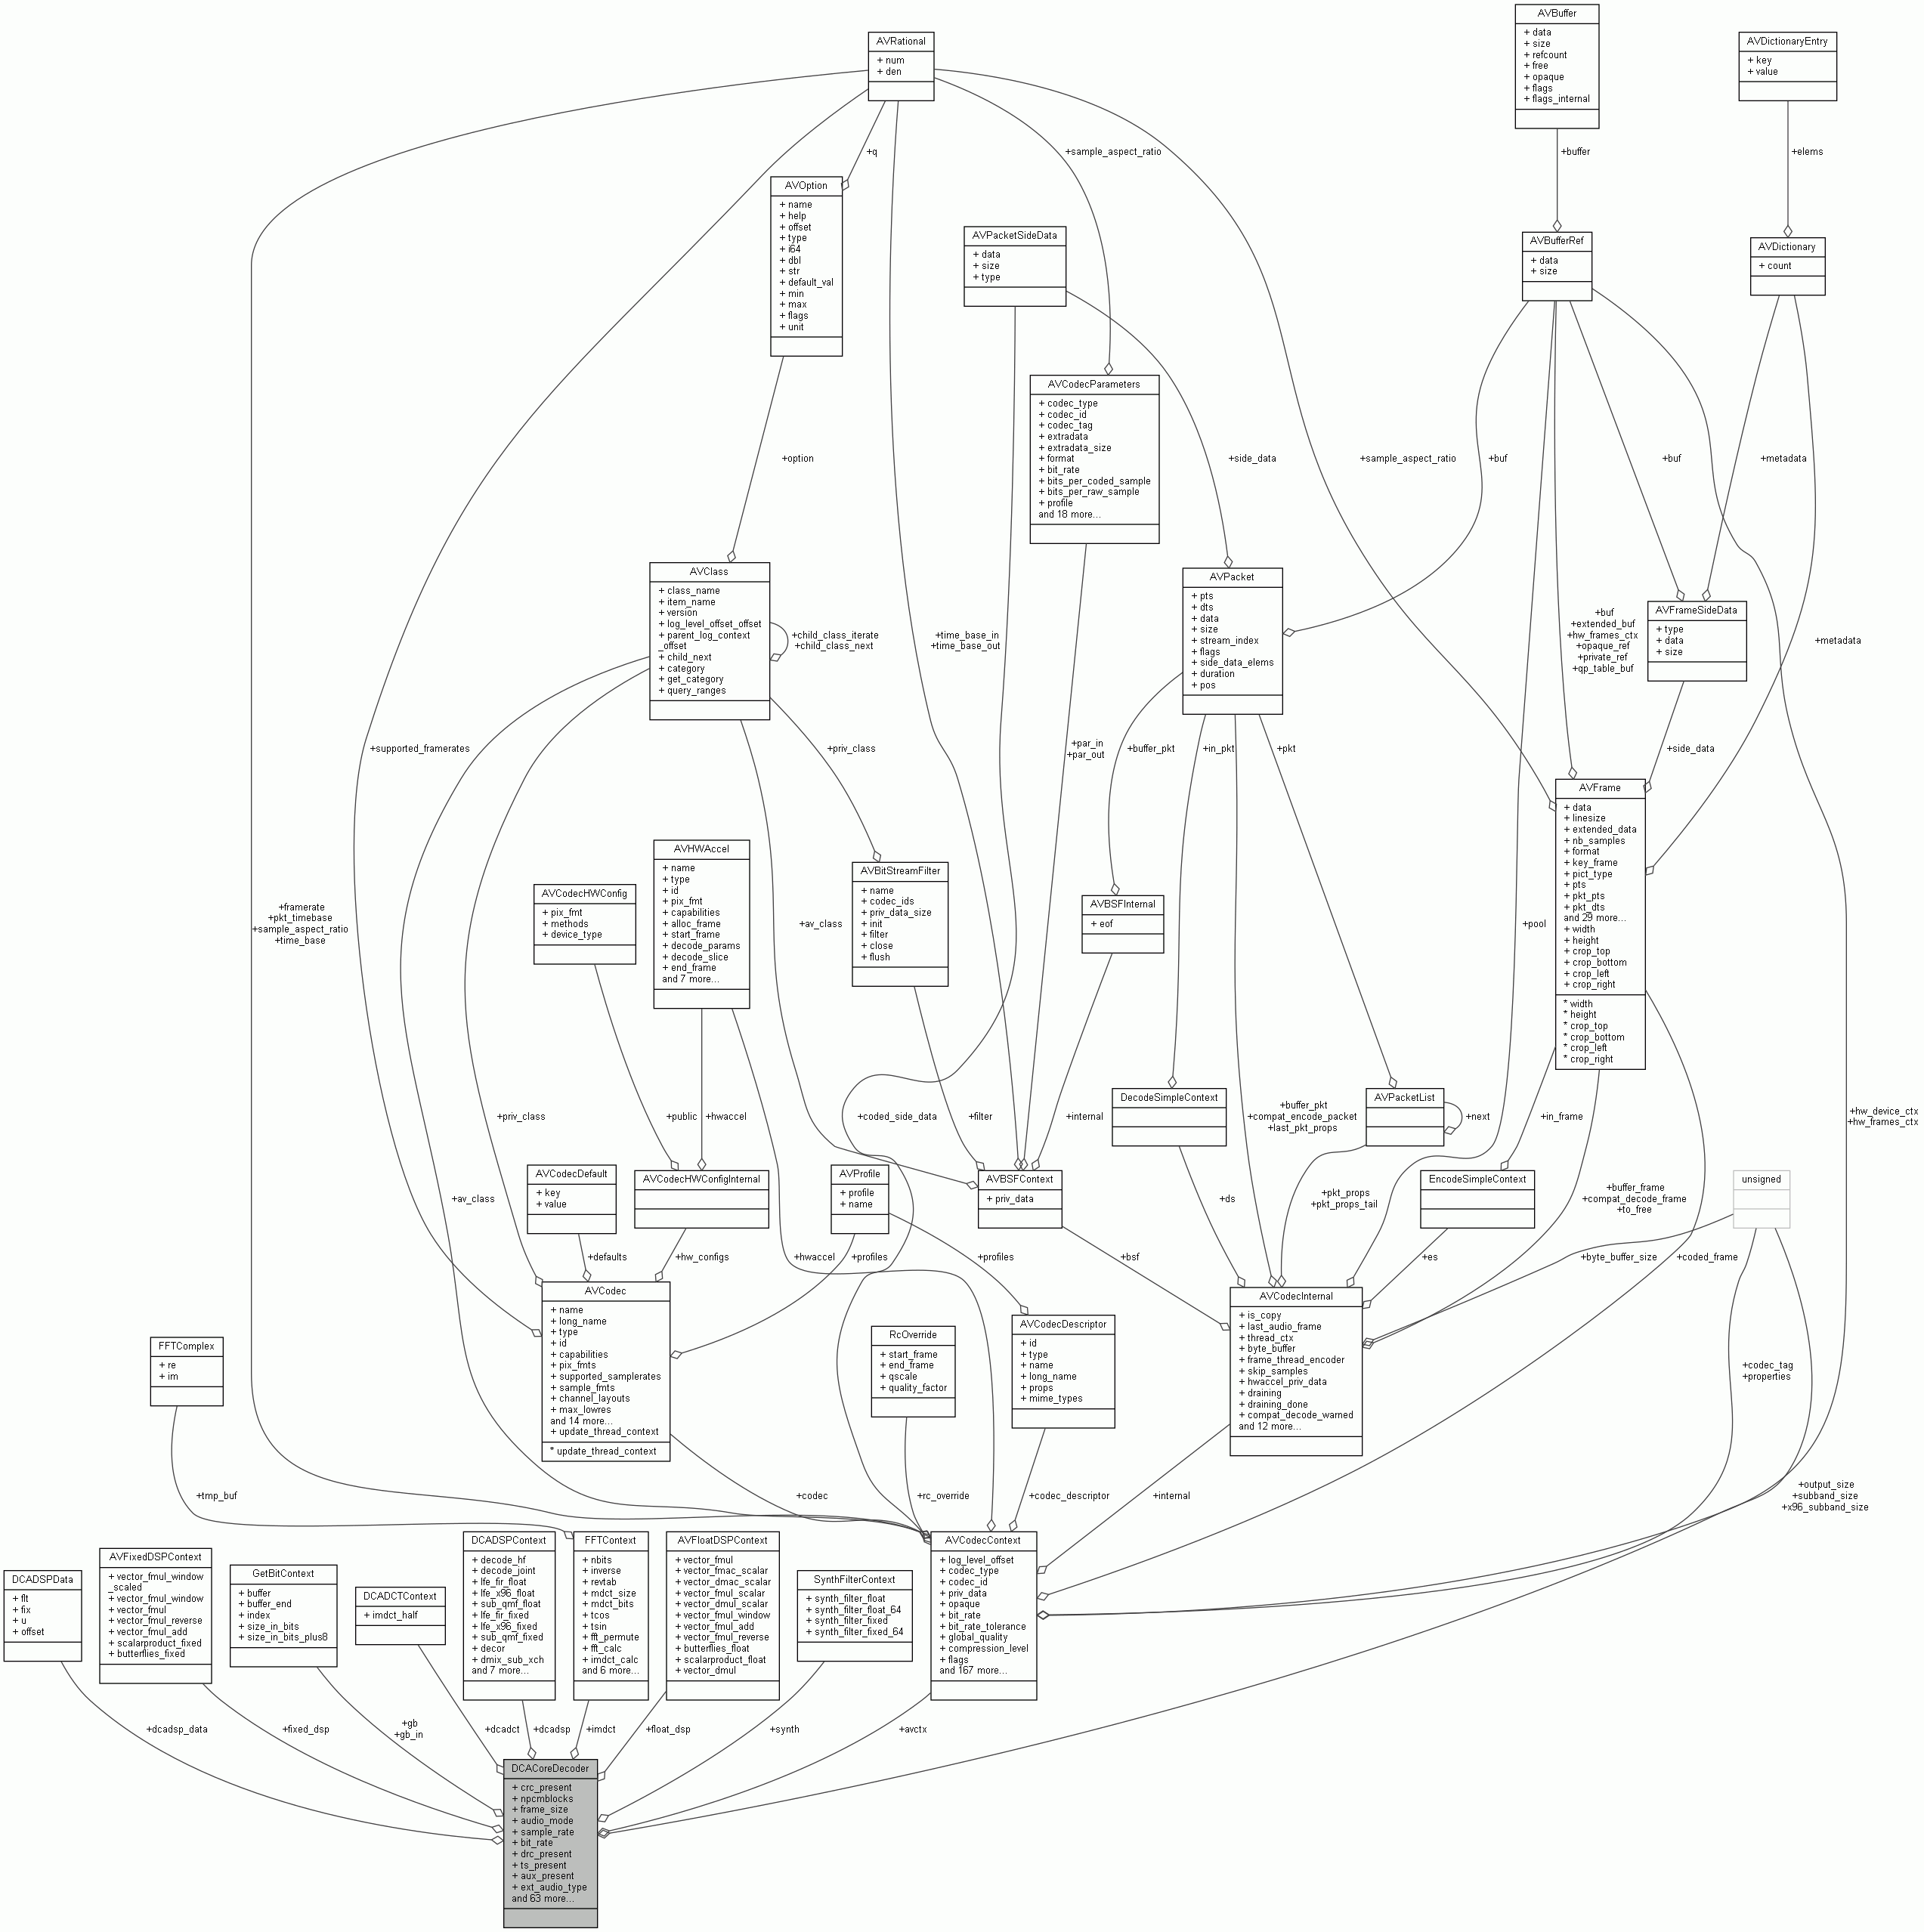 AVBuffer
+ data
+ size
+ refcount
+ free
+ opaque
+ flags
+ flags_internal
AVRational
+ num
+ den
AVDictionaryEntry
+ key
+ value
+q
+sample_aspect_ratio
+buffer
+elems
AVOption
+ name
+ help
+ offset
+ type
+ i64
+ dbl
+ str
+ default_val
+ min
+ max
+ flags
+ unit
AVPacketSideData
+ data
+ size
+ type
AVBufferRef
+ data
+ size
AVDictionary
+ count
AVCodecParameters
+ codec_type
+ codec_id
+ codec_tag
+ extradata
+ extradata_size
+ format
+ bit_rate
+ bits_per_coded_sample
+ bits_per_raw_sample
+ profile
and 18 more...
+option
+side_data
+sample_aspect_ratio
+buf
+buf
+metadata
AVClass
+ class_name
+ item_name
+ version
+ log_level_offset_offset
+ parent_log_context
_offset
+ child_next
+ category
+ get_category
+ query_ranges
+child_class_iterate
+child_class_next
+time_base_in
+time_base_out
AVPacket
+ pts
+ dts
+ data
+ size
+ stream_index
+ flags
+ side_data_elems
+ duration
+ pos
+buf
+extended_buf
+hw_frames_ctx
+opaque_ref
+private_ref
+qp_table_buf
AVFrameSideData
+ type
+ data
+ size
+metadata
+supported_framerates
+priv_class
+par_in
+par_out
+buffer_pkt
+in_pkt
+pkt
+side_data
AVFrame
+ data
+ linesize
+ extended_data
+ nb_samples
+ format
+ key_frame
+ pict_type
+ pts
+ pkt_pts
+ pkt_dts
and 29 more...
+ width
+ height
+ crop_top
+ crop_bottom
+ crop_left
+ crop_right
* width
* height
* crop_top
* crop_bottom
* crop_left
* crop_right
AVHWAccel
+ name
+ type
+ id
+ pix_fmt
+ capabilities
+ alloc_frame
+ start_frame
+ decode_params
+ decode_slice
+ end_frame
and 7 more...
AVBitStreamFilter
+ name
+ codec_ids
+ priv_data_size
+ init
+ filter
+ close
+ flush
AVCodecHWConfig
+ pix_fmt
+ methods
+ device_type
AVBSFInternal
+ eof
+framerate
+pkt_timebase
+sample_aspect_ratio
+time_base
+av_class
+pool
+priv_class
+public
+hwaccel
+coded_side_data
+filter
+internal
DecodeSimpleContext
+buffer_pkt
+compat_encode_packet
+last_pkt_props
AVPacketList
+next
+in_frame
+hw_device_ctx
+hw_frames_ctx
AVCodecDefault
+ key
+ value
AVCodecHWConfigInternal
AVProfile
+ profile
+ name
AVBSFContext
+ priv_data
EncodeSimpleContext
unsigned
+av_class
+ds
+pkt_props
+pkt_props_tail
+buffer_frame
+compat_decode_frame
+to_free
+defaults
+hw_configs
+hwaccel
+profiles
+profiles
+bsf
+es
+byte_buffer_size
+coded_frame
AVCodec
+ name
+ long_name
+ type
+ id
+ capabilities
+ pix_fmts
+ supported_samplerates
+ sample_fmts
+ channel_layouts
+ max_lowres
and 14 more...
+ update_thread_context
* update_thread_context
AVCodecInternal
+ is_copy
+ last_audio_frame
+ thread_ctx
+ byte_buffer
+ frame_thread_encoder
+ skip_samples
+ hwaccel_priv_data
+ draining
+ draining_done
+ compat_decode_warned
and 12 more...
AVCodecDescriptor
+ id
+ type
+ name
+ long_name
+ props
+ mime_types
RcOverride
+ start_frame
+ end_frame
+ qscale
+ quality_factor
FFTComplex
+ re
+ im
+codec_tag
+properties
+tmp_buf
+codec
+rc_override
+codec_descriptor
+internal
+output_size
+subband_size
+x96_subband_size
DCADSPData
+ flt
+ fix
+ u
+ offset
AVFixedDSPContext
+ vector_fmul_window
_scaled
+ vector_fmul_window
+ vector_fmul
+ vector_fmul_reverse
+ vector_fmul_add
+ scalarproduct_fixed
+ butterflies_fixed
GetBitContext
+ buffer
+ buffer_end
+ index
+ size_in_bits
+ size_in_bits_plus8
DCADCTContext
+ imdct_half
DCADSPContext
+ decode_hf
+ decode_joint
+ lfe_fir_float
+ lfe_x96_float
+ sub_qmf_float
+ lfe_fir_fixed
+ lfe_x96_fixed
+ sub_qmf_fixed
+ decor
+ dmix_sub_xch
and 7 more...
FFTContext
+ nbits
+ inverse
+ revtab
+ mdct_size
+ mdct_bits
+ tcos
+ tsin
+ fft_permute
+ fft_calc
+ imdct_calc
and 6 more...
AVFloatDSPContext
+ vector_fmul
+ vector_fmac_scalar
+ vector_dmac_scalar
+ vector_fmul_scalar
+ vector_dmul_scalar
+ vector_fmul_window
+ vector_fmul_add
+ vector_fmul_reverse
+ butterflies_float
+ scalarproduct_float
+ vector_dmul
SynthFilterContext
+ synth_filter_float
+ synth_filter_float_64
+ synth_filter_fixed
+ synth_filter_fixed_64
AVCodecContext
+ log_level_offset
+ codec_type
+ codec_id
+ priv_data
+ opaque
+ bit_rate
+ bit_rate_tolerance
+ global_quality
+ compression_level
+ flags
and 167 more...
+dcadsp_data
+fixed_dsp
+gb
+gb_in
+dcadct
+dcadsp
+imdct
+float_dsp
+synth
+avctx
DCACoreDecoder
+ crc_present
+ npcmblocks
+ frame_size
+ audio_mode
+ sample_rate
+ bit_rate
+ drc_present
+ ts_present
+ aux_present
+ ext_audio_type
and 63 more...